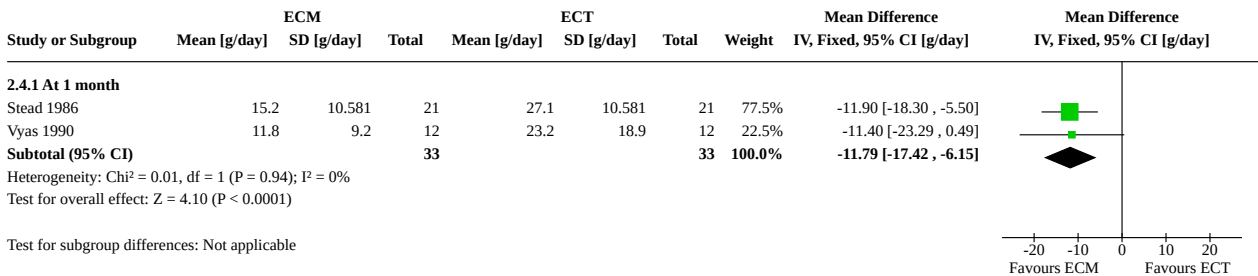 ECM ECT Mean Difference Mean Difference
Study or Subgroup Mean [g/day] SD [g/day] Total Mean [g/day] SD [g/day] Total Weight IV, Fixed, 95% CI [g/day] IV, Fixed, 95% CI [g/day]
2.4.1 At 1 month
Stead 1986 15.2 10.581 21 27.1 10.581 21 77.5% -11.90 [-18.30 , -5.50]
Vyas 1990 11.8 9.2 12 23.2 18.9 12 22.5% -11.40 [-23.29 , 0.49]
Subtotal (95% CI) 33 33 100.0% -11.79 [-17.42 , -6.15]
Heterogeneity: Chi² = 0.01, df = 1 (P = 0.94); I² = 0%
Test for overall effect: Z = 4.10 (P < 0.0001)
Test for subgroup differences: Not applicable
-20 -10 0 10 20
Favours ECM Favours ECT